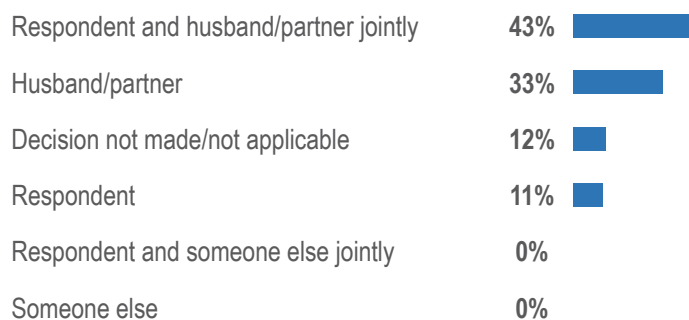 Respondent and husband/partner jointly 43%
Husband/partner 33%
Decision not made/not applicable 12%
Respondent 11%
Respondent and someone else jointly 0%
Someone else 0%